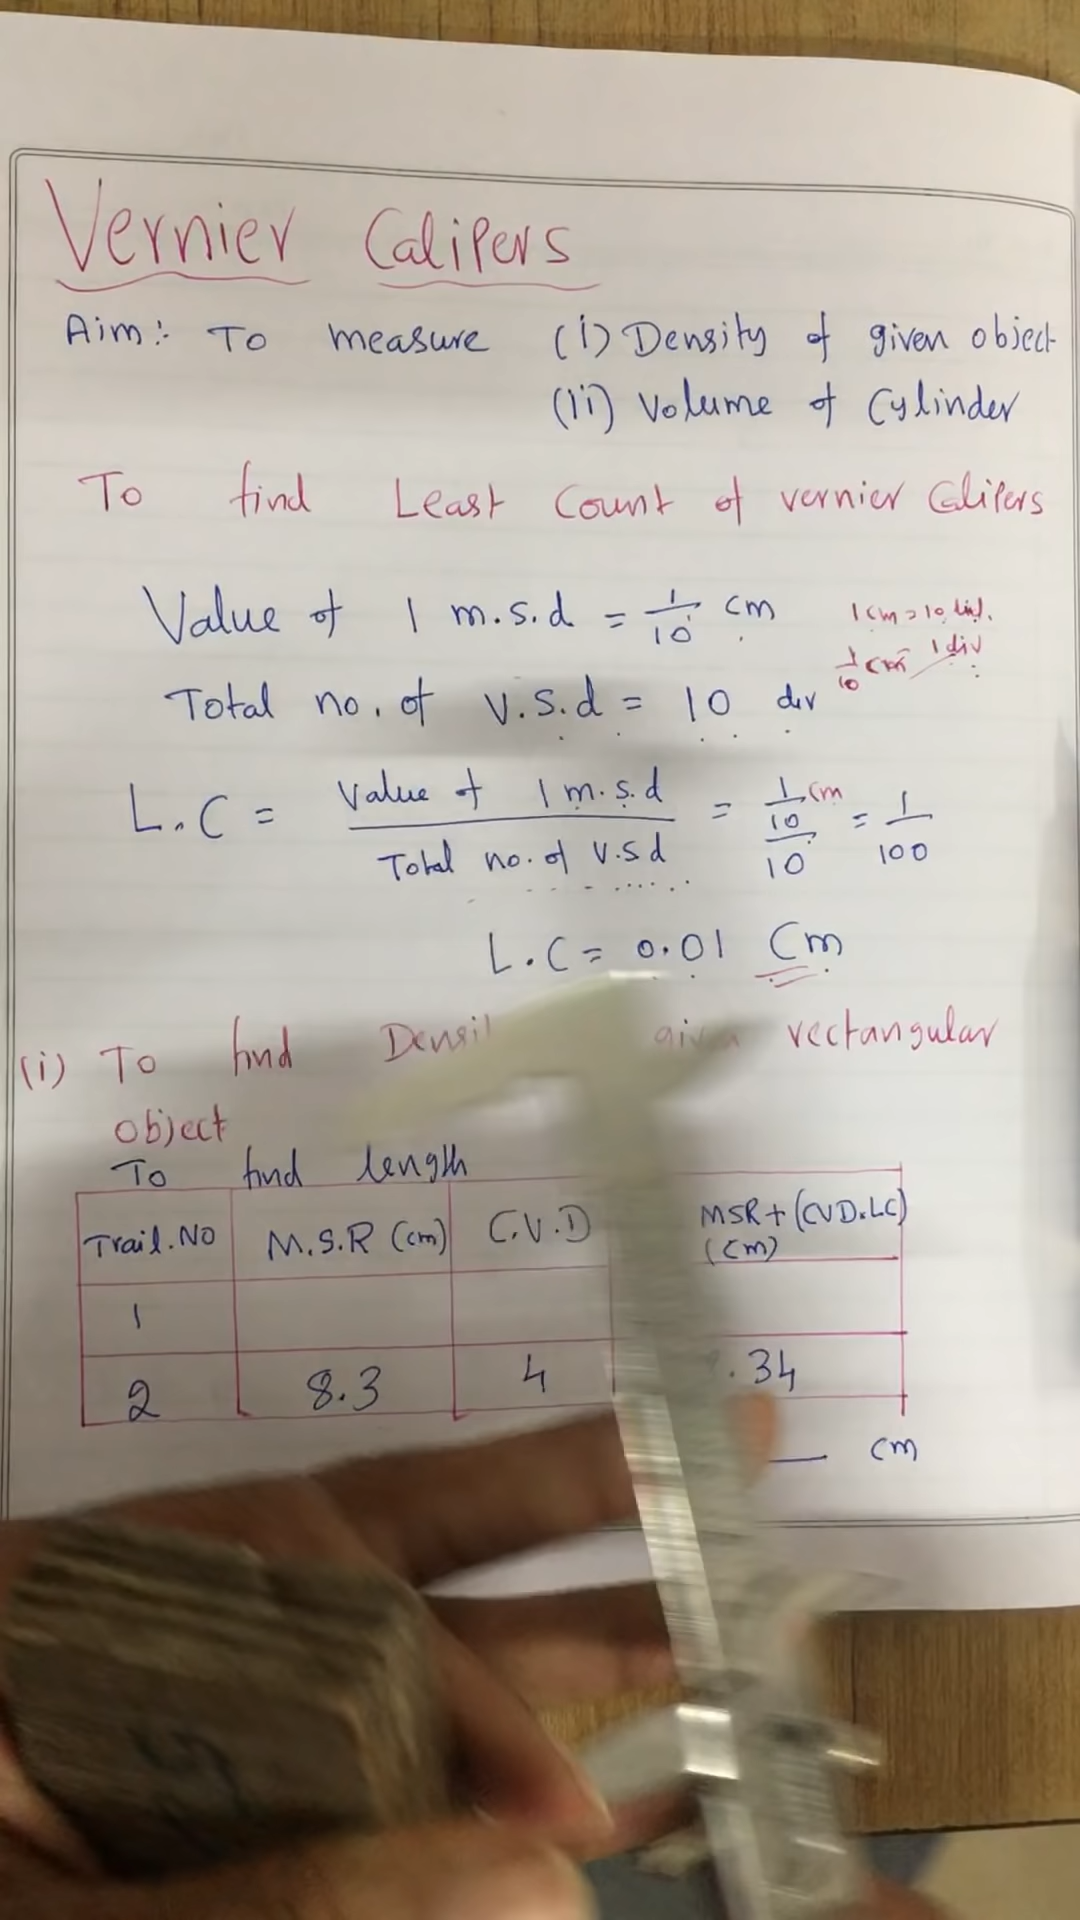 Vernier Calipers
Aim:- To measure (i) Density of given object
(ii) Volume of Cylinder
To find Least Count of vernier Calipers
Value of 1 m.s.d = 1/10 cm
1cm = 10 div.
1/10 cm = 1 div
Total no. of v.s.d = 10 div
L.C = Value of 1 m.s.d / Total no. of v.s.d = 1/10 cm / 10 = 1/100
L.C = 0.01 Cm
(i) To find rectangular
object
To find length
Trail.No M.S.R (cm) C.V.D MSR+(CVD.LC) (cm)
1
2 8.3 4 .34
cm